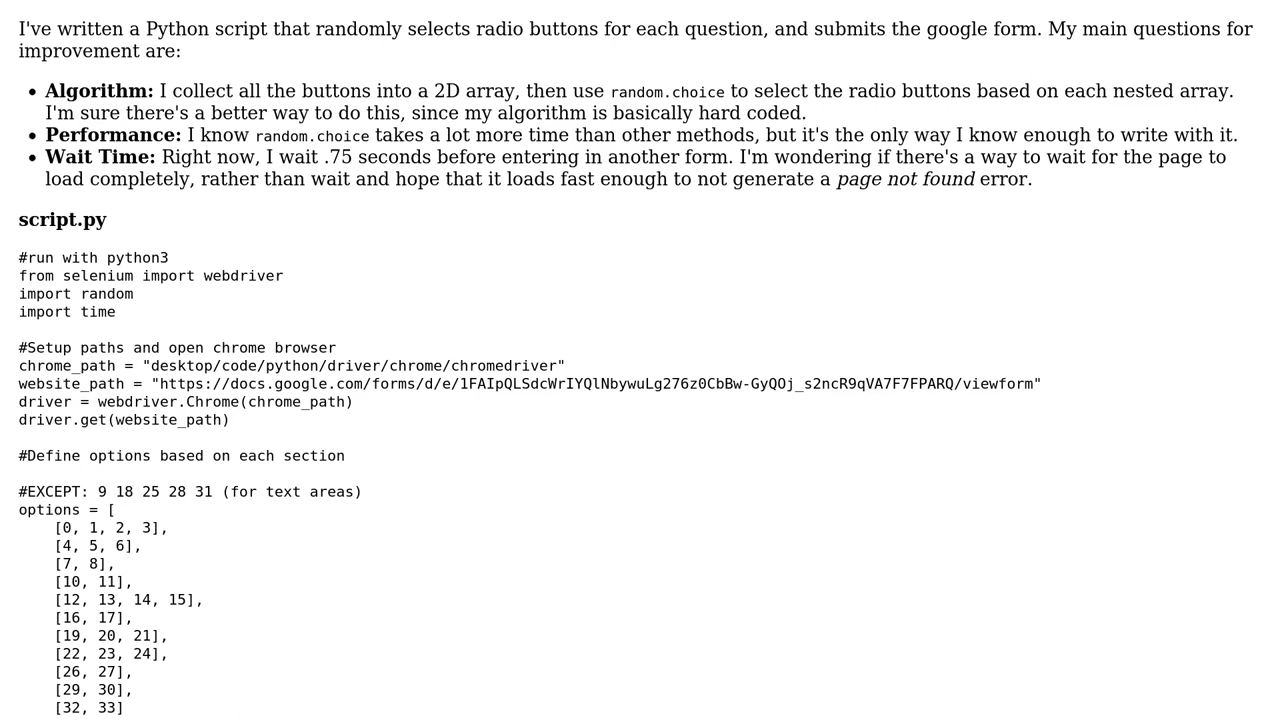 I've written a Python script that randomly selects radio buttons for each question, and submits the google form. My main questions for
improvement are:
• Algorithm: I collect all the buttons into a 2D array, then use random.choice to select the radio buttons based on each nested array.
I'm sure there's a better way to do this, since my algorithm is basically hard coded.
• Performance: I know random.choice takes a lot more time than other methods, but it's the only way I know enough to write with it.
• Wait Time: Right now, I wait .75 seconds before entering in another form. I'm wondering if there's a way to wait for the page to
load completely, rather than wait and hope that it loads fast enough to not generate a page not found error.
script.py
#run with python3
from selenium import webdriver
import random
import time
#Setup paths and open chrome browser
chrome_path = "desktop/code/python/driver/chrome/chromedriver"
website_path = "https://docs.google.com/forms/d/e/1FAIpQLSdcWrIYQlNbywuLg276z0CbBw-GyQOj_s2ncR9qVA7F7FPARQ/viewform"
driver = webdriver.Chrome(chrome_path)
driver.get(website_path)
#Define options based on each section
#EXCEPT: 9 18 25 28 31 (for text areas)
options = [
    [0, 1, 2, 3],
    [4, 5, 6],
    [7, 8],
    [10, 11],
    [12, 13, 14, 15],
    [16, 17],
    [19, 20, 21],
    [22, 23, 24],
    [26, 27],
    [29, 30],
    [32, 33]